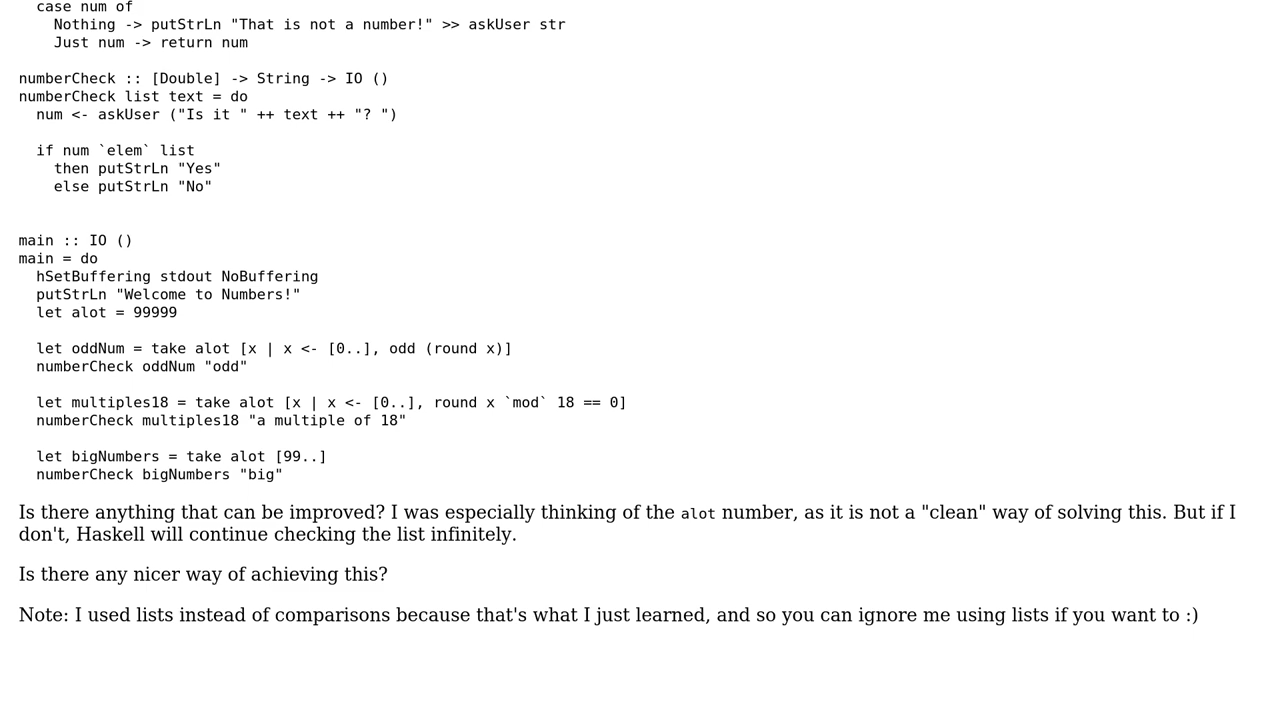 case num of
    Nothing -> putStrLn "That is not a number!" >> askUser str
    Just num -> return num

numberCheck :: [Double] -> String -> IO ()
numberCheck list text = do
  num <- askUser ("Is it " ++ text ++ "? ")

  if num `elem` list
    then putStrLn "Yes"
    else putStrLn "No"


main :: IO ()
main = do
  hSetBuffering stdout NoBuffering
  putStrLn "Welcome to Numbers!"
  let alot = 99999

  let oddNum = take alot [x | x <- [0..], odd (round x)]
  numberCheck oddNum "odd"

  let multiples18 = take alot [x | x <- [0..], round x `mod` 18 == 0]
  numberCheck multiples18 "a multiple of 18"

  let bigNumbers = take alot [99..]
  numberCheck bigNumbers "big"

Is there anything that can be improved? I was especially thinking of the alot number, as it is not a "clean" way of solving this. But if I
don't, Haskell will continue checking the list infinitely.

Is there any nicer way of achieving this?

Note: I used lists instead of comparisons because that's what I just learned, and so you can ignore me using lists if you want to :)